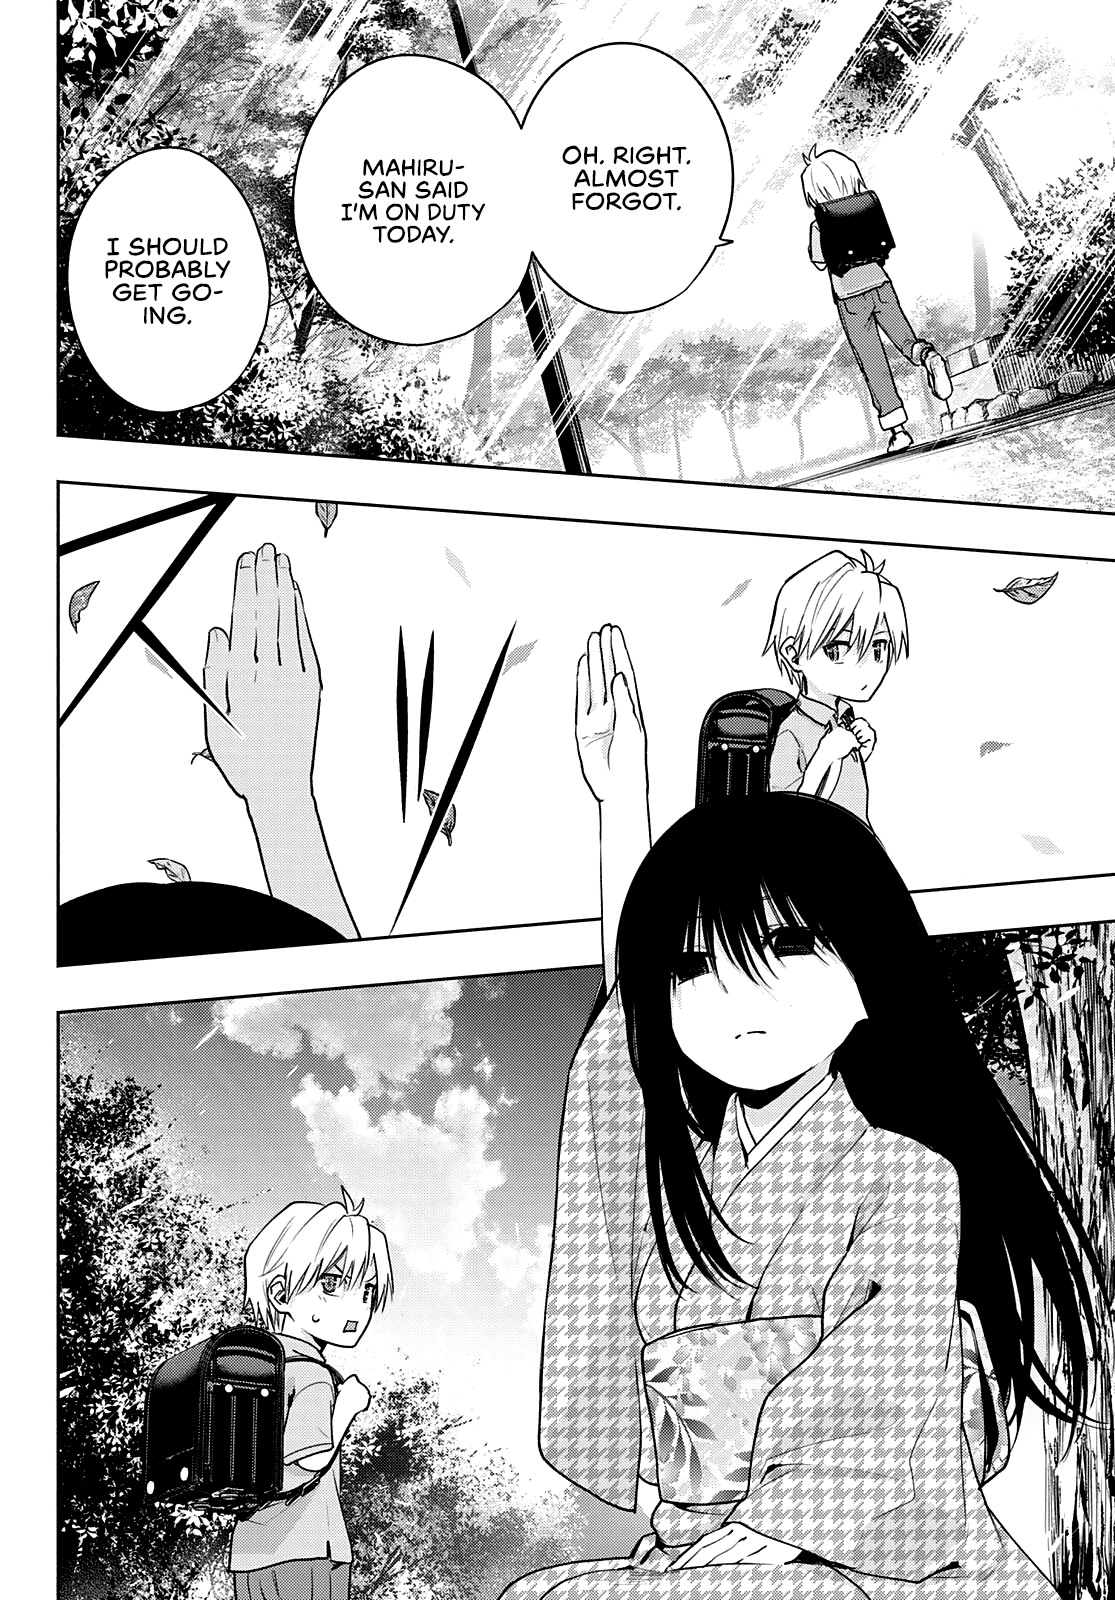 OH. RIGHT.
ALMOST
FORGOT.
MAHIRU-
SAN SAID
I'M ON DUTY
TODAY.
I SHOULD
PROBABLY
GET GO-
ING.